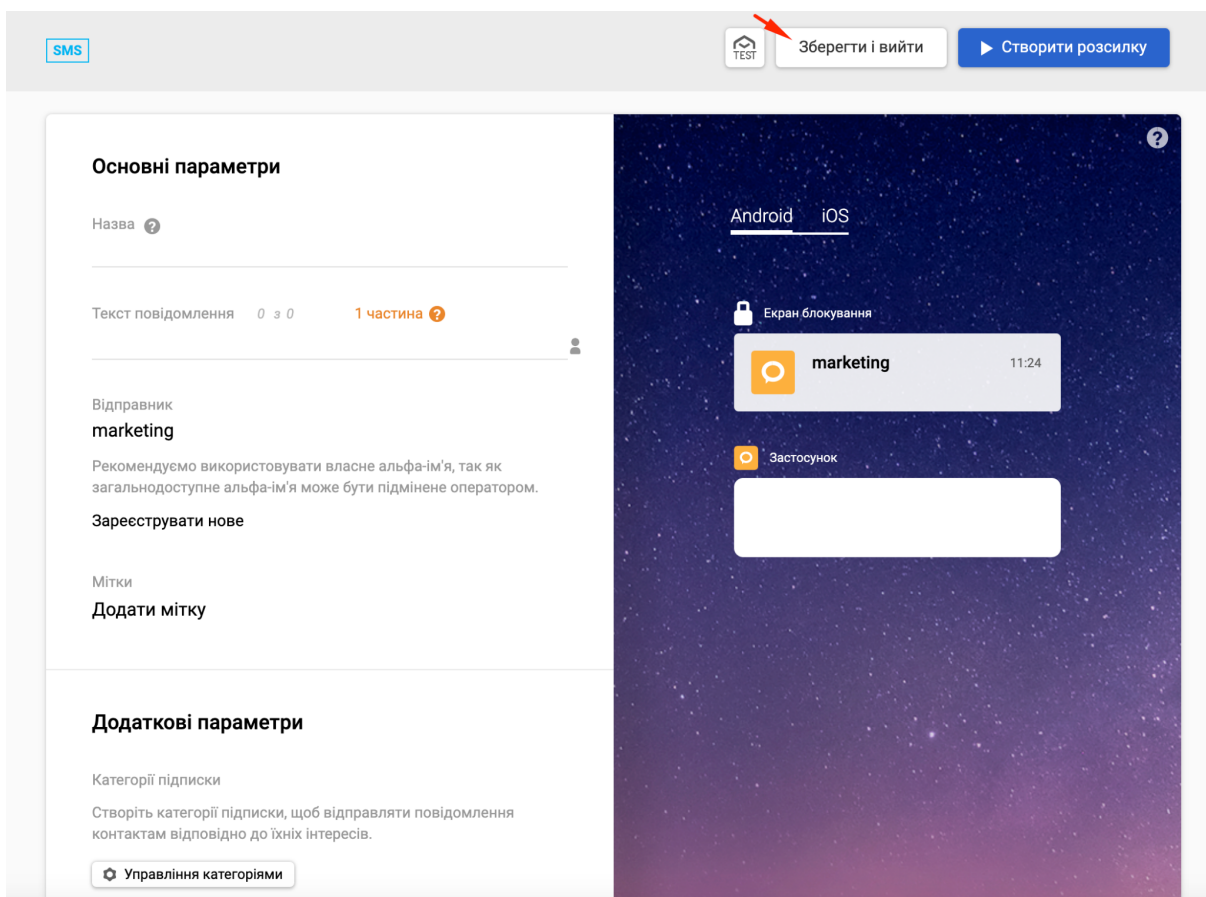 SMS
TEST
Зберегти і вийти
Створити розсилку
Основні параметри
Назва ?
Текст повідомлення 0 з 0 1 частина ?
Відправник
marketing
Рекомендуємо використовувати власне альфа-ім'я, так як
загальнодоступне альфа-ім'я може бути підмінене оператором.
Зареєструвати нове
Мітки
Додати мітку
Додаткові параметри
Категорії підписки
Створіть категорії підписки, щоб відправляти повідомлення
контактам відповідно до їхніх інтересів.
Управління категоріями
?
Android iOS
Екран блокування
marketing 11:24
Застосунок